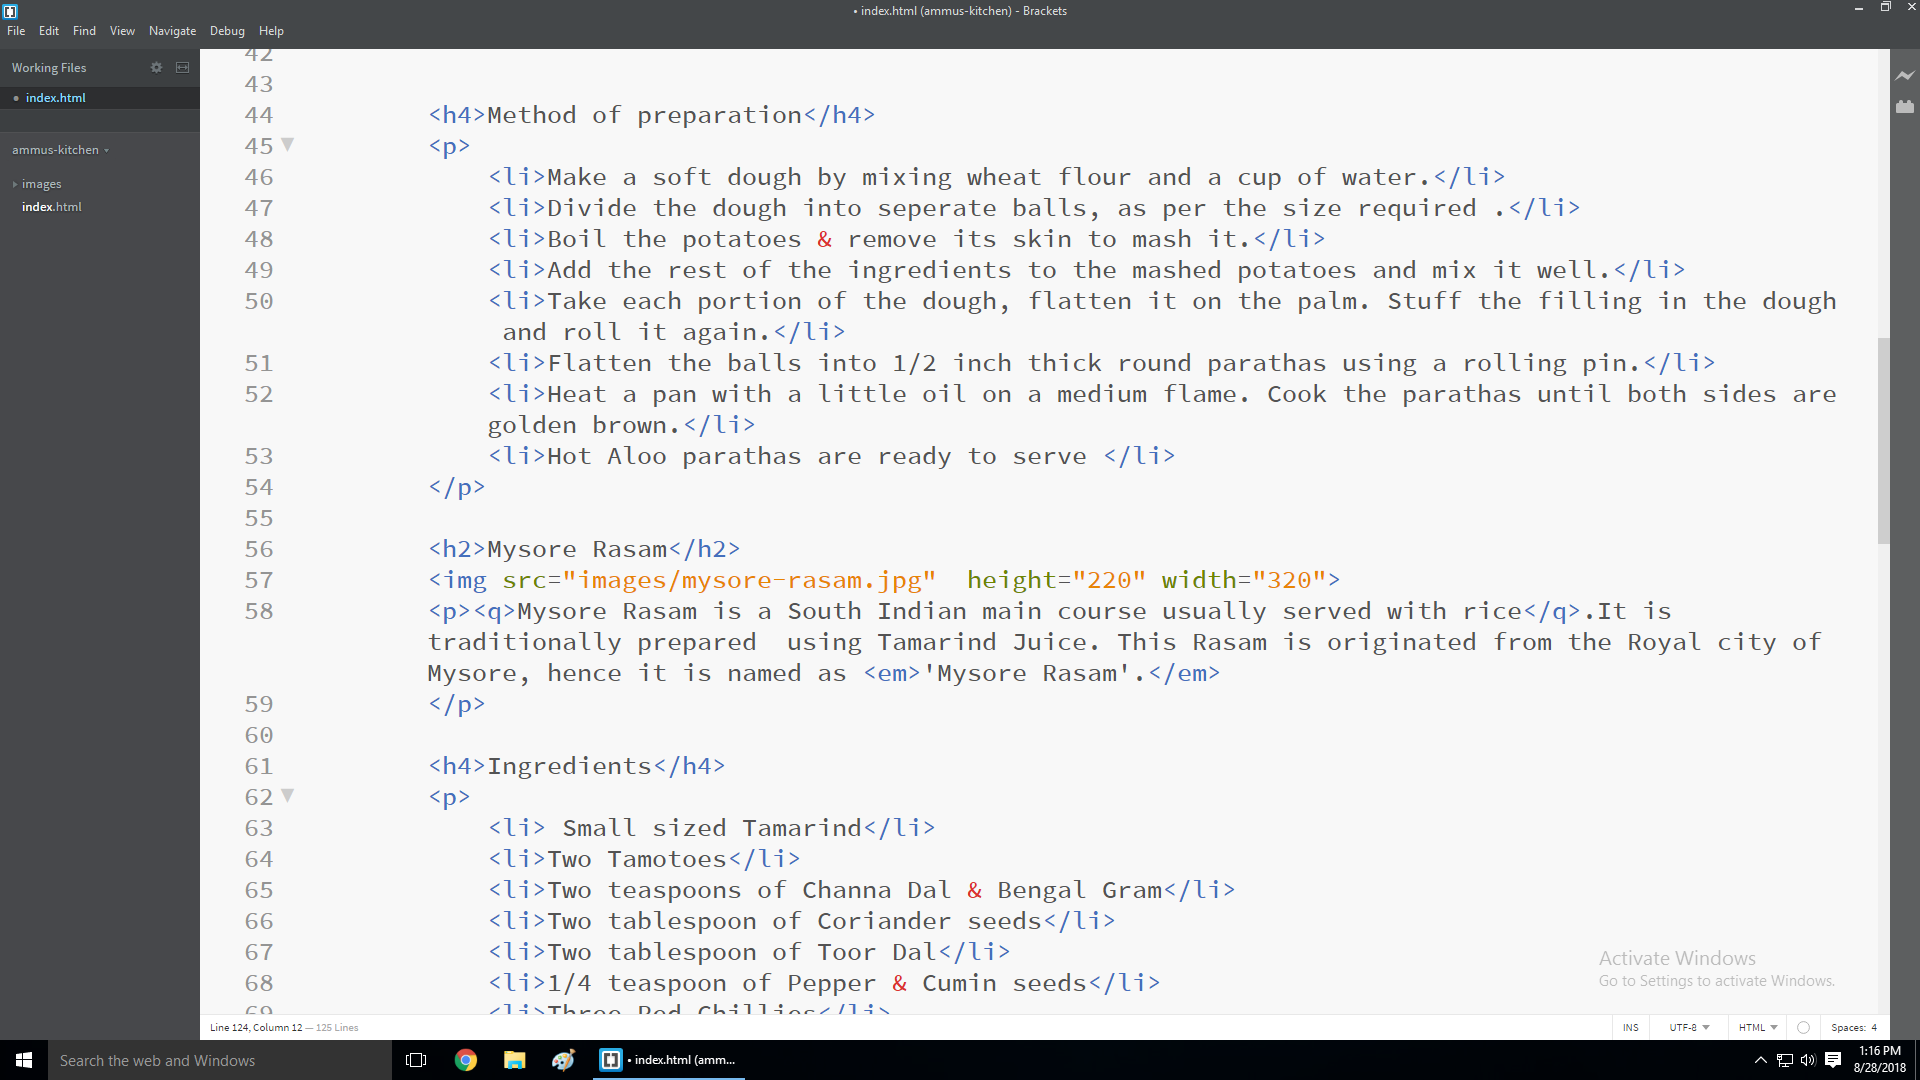 • index.html (ammus-kitchen) - Brackets
File Edit Find View Navigate Debug Help
Working Files
• index.html
ammus-kitchen
images
index.html
42
43
44 <h4>Method of preparation</h4>
45 <p>
46 <li>Make a soft dough by mixing wheat flour and a cup of water.</li>
47 <li>Divide the dough into seperate balls, as per the size required .</li>
48 <li>Boil the potatoes & remove its skin to mash it.</li>
49 <li>Add the rest of the ingredients to the mashed potatoes and mix it well.</li>
50 <li>Take each portion of the dough, flatten it on the palm. Stuff the filling in the dough
and roll it again.</li>
51 <li>Flatten the balls into 1/2 inch thick round parathas using a rolling pin.</li>
52 <li>Heat a pan with a little oil on a medium flame. Cook the parathas until both sides are
golden brown.</li>
53 <li>Hot Aloo parathas are ready to serve </li>
54 </p>
55
56 <h2>Mysore Rasam</h2>
57 <img src="images/mysore-rasam.jpg"  height="220" width="320">
58 <p><q>Mysore Rasam is a South Indian main course usually served with rice</q>.It is
traditionally prepared  using Tamarind Juice. This Rasam is originated from the Royal city of
Mysore, hence it is named as <em>'Mysore Rasam'.</em>
59 </p>
60
61 <h4>Ingredients</h4>
62 <p>
63 <li> Small sized Tamarind</li>
64 <li>Two Tamotoes</li>
65 <li>Two teaspoons of Channa Dal & Bengal Gram</li>
66 <li>Two tablespoon of Coriander seeds</li>
67 <li>Two tablespoon of Toor Dal</li>
68 <li>1/4 teaspoon of Pepper & Cumin seeds</li>
69 <li>Three Red Chillies</li>
Activate Windows
Go to Settings to activate Windows.
Line 124, Column 12 — 125 Lines
INS UTF-8 HTML Spaces: 4
Search the web and Windows
• index.html (amm...
1:16 PM
8/28/2018